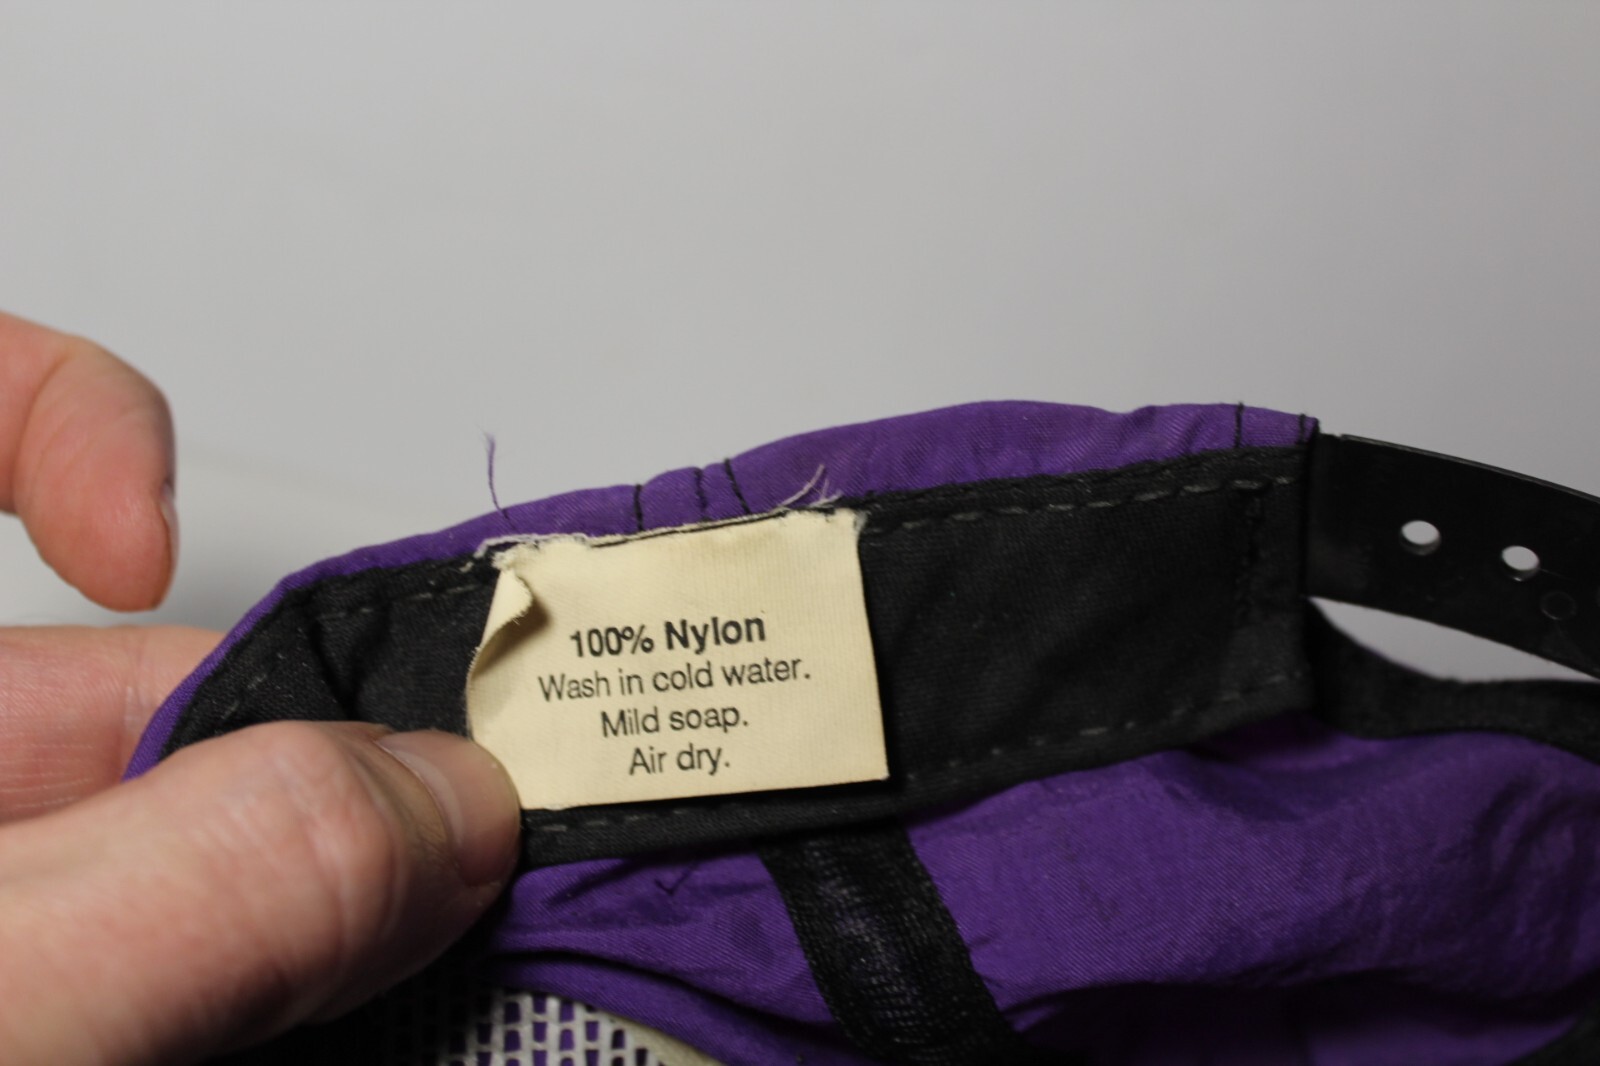 100% Nylon
Wash in cold water.
Mild soap.
Air dry.